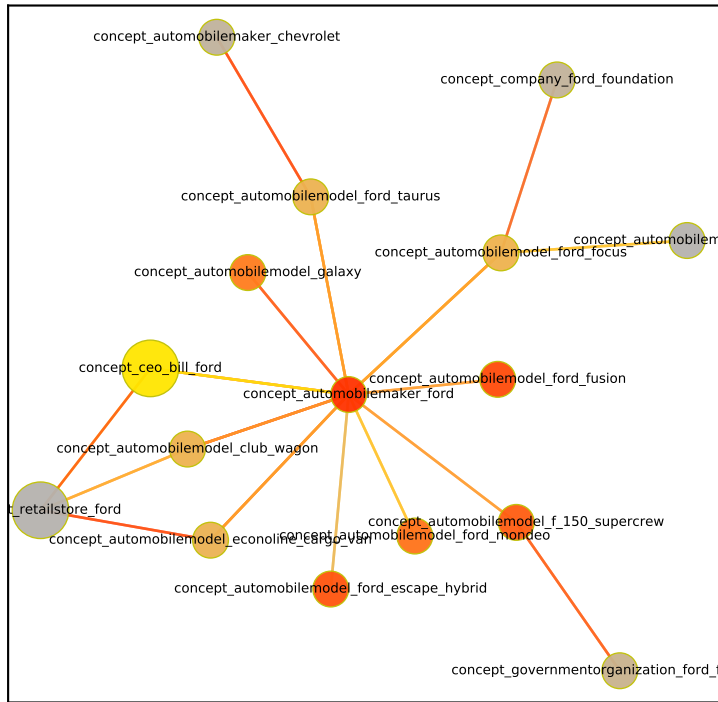 concept_automobilemaker_chevrolet
concept_company_ford_foundation
concept_automobilemodel_ford_taurus
concept_automobilem
concept_automobilemodel_ford_focus
concept_automobilemodel_galaxy
concept_ceo_bill_ford
concept_automobilemodel_ford_fusion
concept_automobilemaker_ford
concept_automobilemodel_club_wagon
t_retailstore_ford
concept_automobilemodel_f_150_supercrew
concept_automobilemodel_ford_mondeo
concept_automobilemodel_econoline_cargo_van
concept_automobilemodel_ford_escape_hybrid
concept_governmentorganization_ford_f